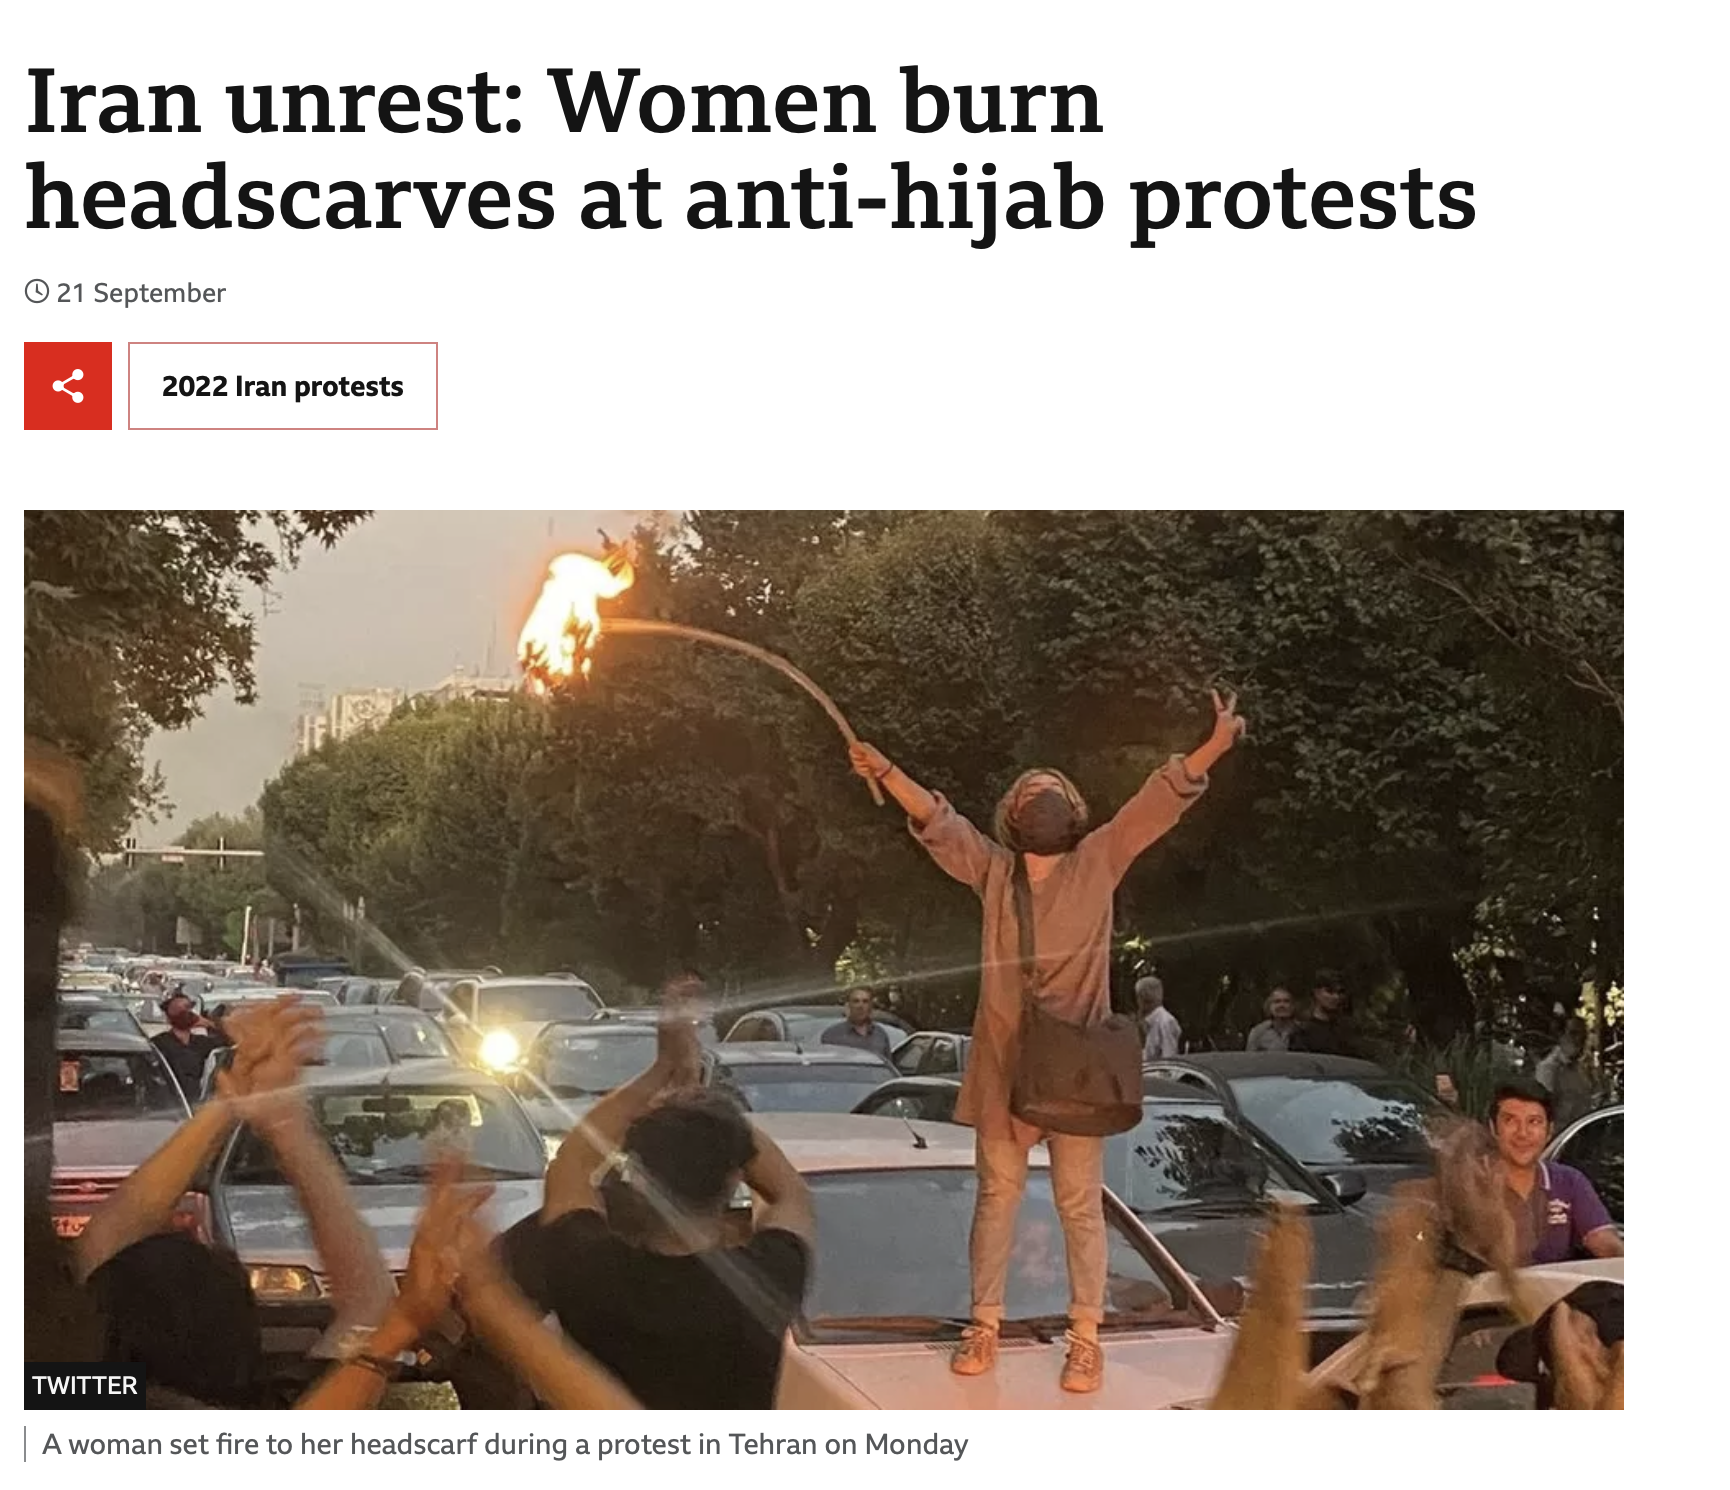 Iran unrest: Women burn
headscarves at anti-hijab protests
21 September
2022 Iran protests
TWITTER
A woman set fire to her headscarf during a protest in Tehran on Monday